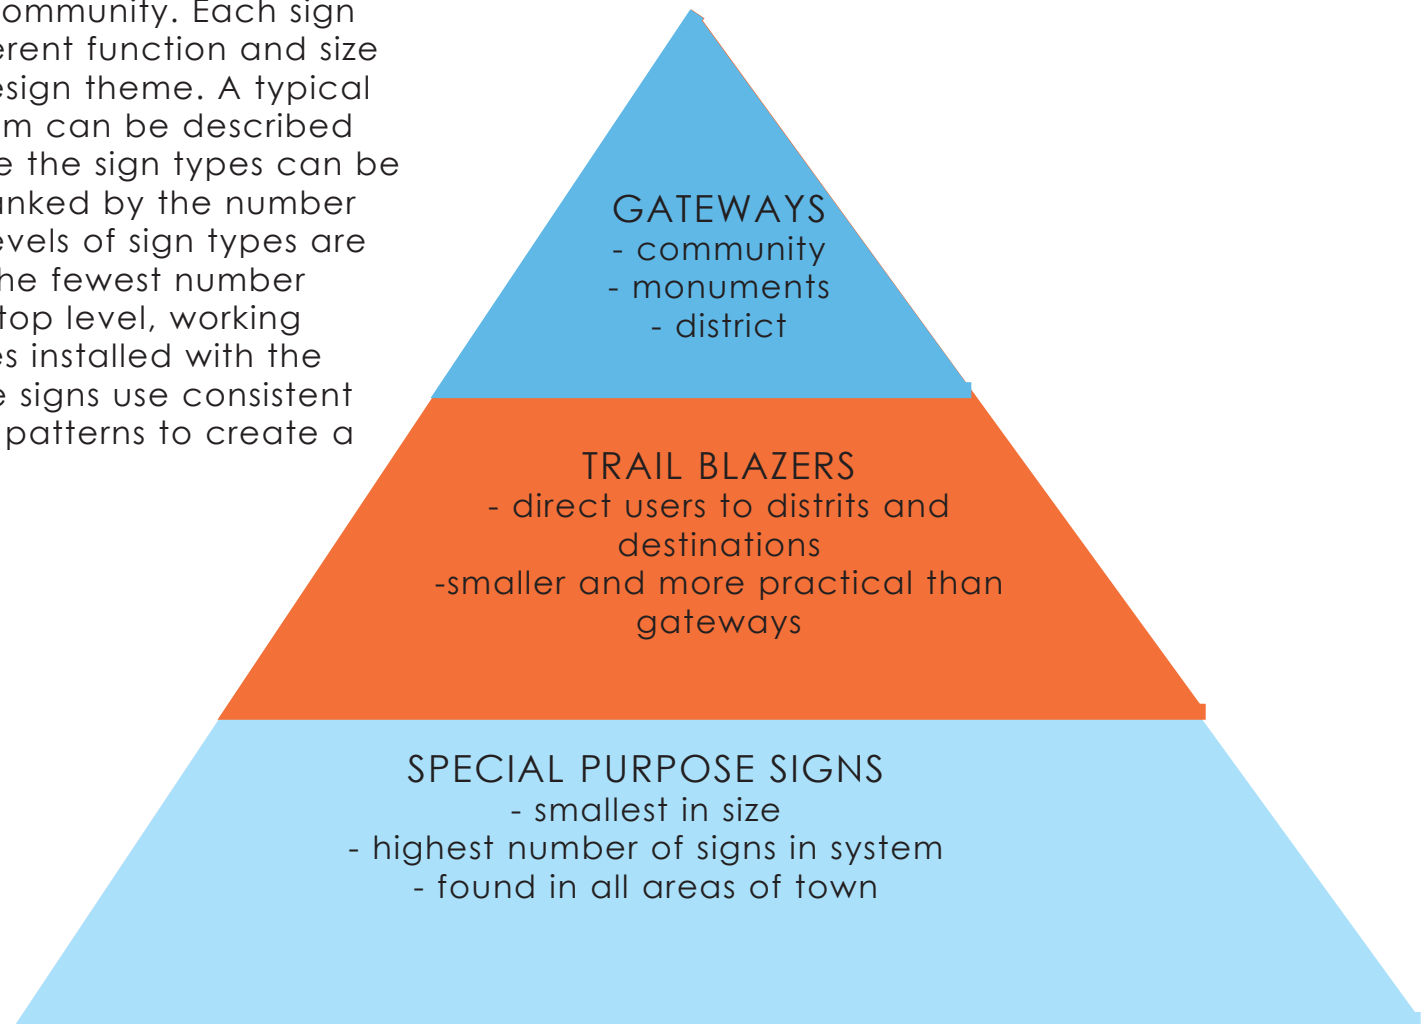 ommunity. Each sign
erent function and size
esign theme. A typical
m can be described
e the sign types can be
anked by the number
evels of sign types are
he fewest number
top level, working
es installed with the
e signs use consistent
patterns to create a
GATEWAYS
- community
- monuments
- district
TRAIL BLAZERS
- direct users to distrits and
destinations
-smaller and more practical than
gateways
SPECIAL PURPOSE SIGNS
- smallest in size
- highest number of signs in system
- found in all areas of town